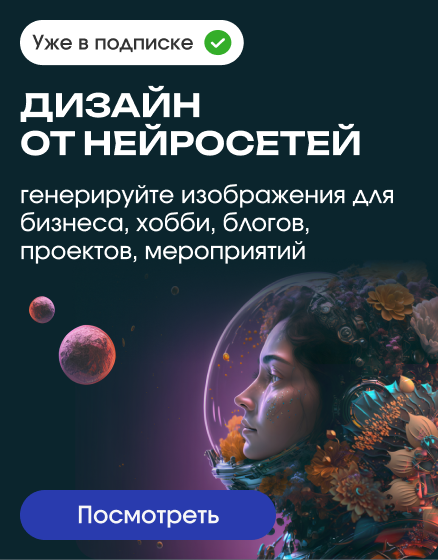 Уже в подписке
ДИЗАЙН
ОТ НЕЙРОСЕТЕЙ
генерируйте изображения для
бизнеса, хобби, блогов,
проектов, мероприятий
Посмотреть